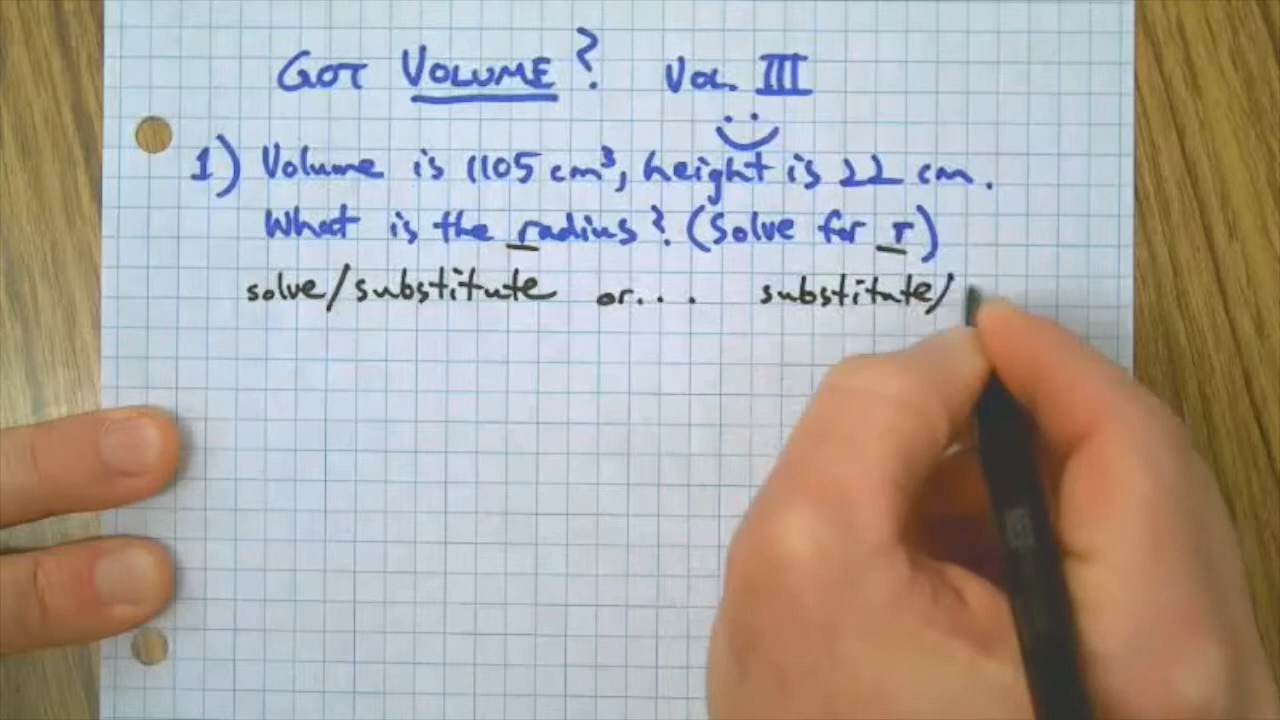 GOT VOLUME? VOL. III
1) Volume is 1105 cm³, height is 22 cm.
What is the radius? (Solve for r)
solve/substitute or... substitute/